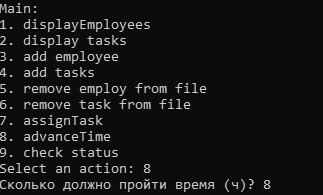 Main:
1. displayEmployees
2. display tasks
3. add employee
4. add tasks
5. remove employ from file
6. remove task from file
7. assignTask
8. advanceTime
9. check status
Select an action: 8
Сколько должно пройти время (ч)? 8